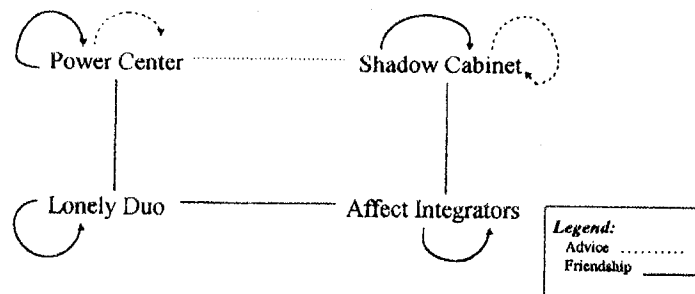 Power Center
Shadow Cabinet
Lonely Duo
Affect Integrators
Legend:
Advice
Friendship